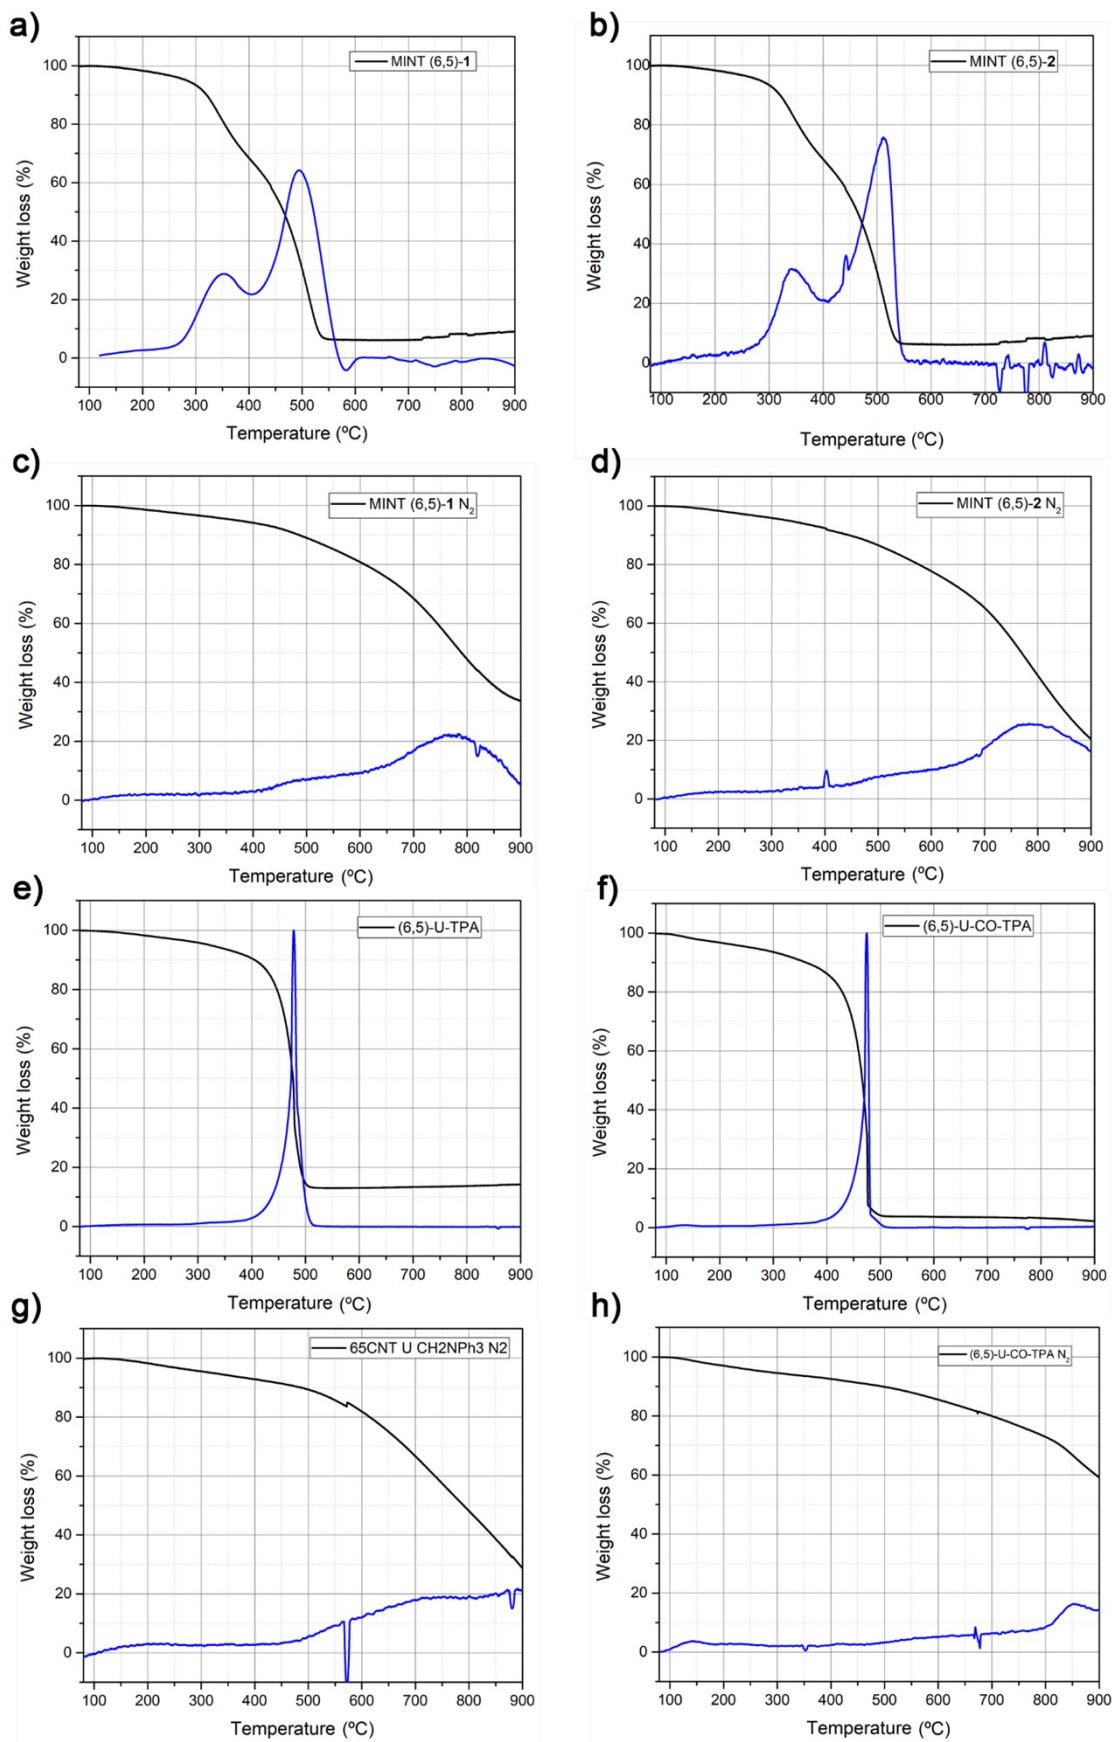 a)
MINT (6,5)-1
Weight loss (%)
100
80
60
40
20
0
100 200 300 400 500 600 700 800 900
Temperature (ºC)
b)
MINT (6,5)-2
Weight loss (%)
100
80
60
40
20
0
100 200 300 400 500 600 700 800 900
Temperature (ºC)
c)
MINT (6,5)-1 N₂
Weight loss (%)
100
80
60
40
20
0
100 200 300 400 500 600 700 800 900
Temperature (ºC)
d)
MINT (6,5)-2 N₂
Weight loss (%)
100
80
60
40
20
0
100 200 300 400 500 600 700 800 900
Temperature (ºC)
e)
(6,5)-U-TPA
Weight loss (%)
100
80
60
40
20
0
100 200 300 400 500 600 700 800 900
Temperature (ºC)
f)
(6,5)-U-CO-TPA
Weight loss (%)
100
80
60
40
20
0
100 200 300 400 500 600 700 800 900
Temperature (ºC)
g)
65CNT U CH2NPh3 N2
Weight loss (%)
100
80
60
40
20
0
100 200 300 400 500 600 700 800 900
Temperature (ºC)
h)
(6,5)-U-CO-TPA N₂
Weight loss (%)
100
80
60
40
20
0
100 200 300 400 500 600 700 800 900
Temperature (ºC)